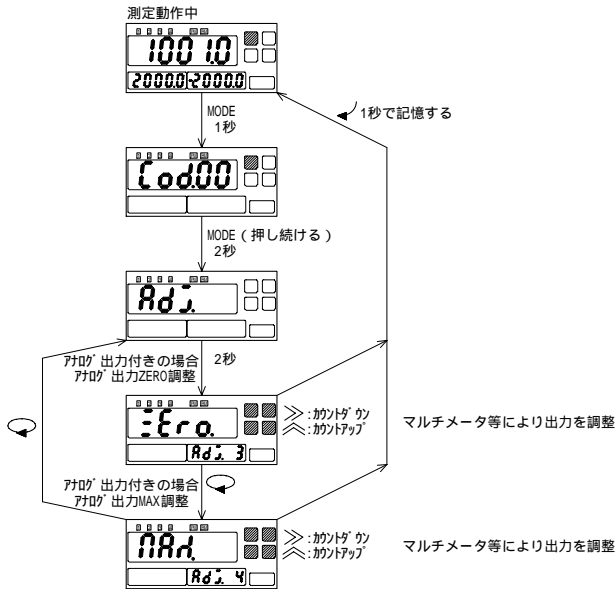 測定動作中
1001.0
2000.0 -2000.0
MODE
1秒
1秒で記憶する
Cod.00
MODE ( 押し続ける )
2秒
Adj.
ｱﾅﾛｸﾞ出力付きの場合
ｱﾅﾛｸﾞ出力ZERO調整
2秒
ZEro.
Adj. 3
:ｶｳﾝﾄﾀﾞｳﾝ
:ｶｳﾝﾄｱｯﾌﾟ
マルチメータ等により出力を調整
ｱﾅﾛｸﾞ出力付きの場合
ｱﾅﾛｸﾞ出力MAX調整
MAH.
Adj. 4
:ｶｳﾝﾄﾀﾞｳﾝ
:ｶｳﾝﾄｱｯﾌﾟ
マルチメータ等により出力を調整